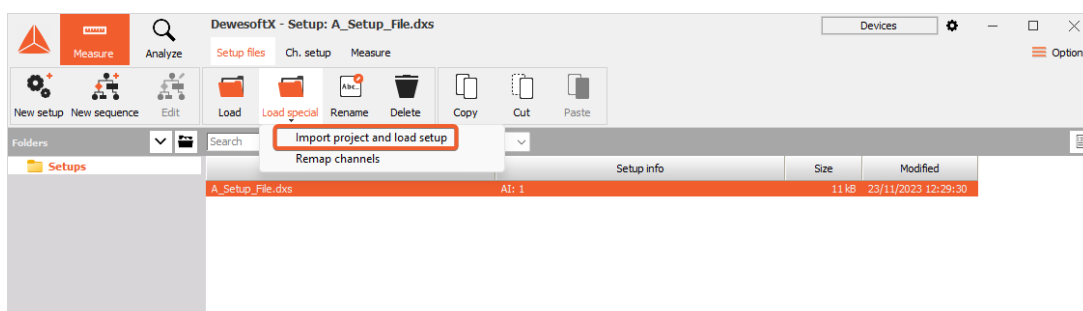 DewesoftX - Setup: A_Setup_File.dxs
Devices
Measure
Analyze
Setup files Ch. setup Measure
Option
New setup New sequence Edit Load Load special Rename Delete Copy Cut Paste
Abc...
Folders
Search
Import project and load setup
Remap channels
Setups
Setup info Size Modified
A_Setup_File.dxs AI: 1 11 kB 23/11/2023 12:29:30